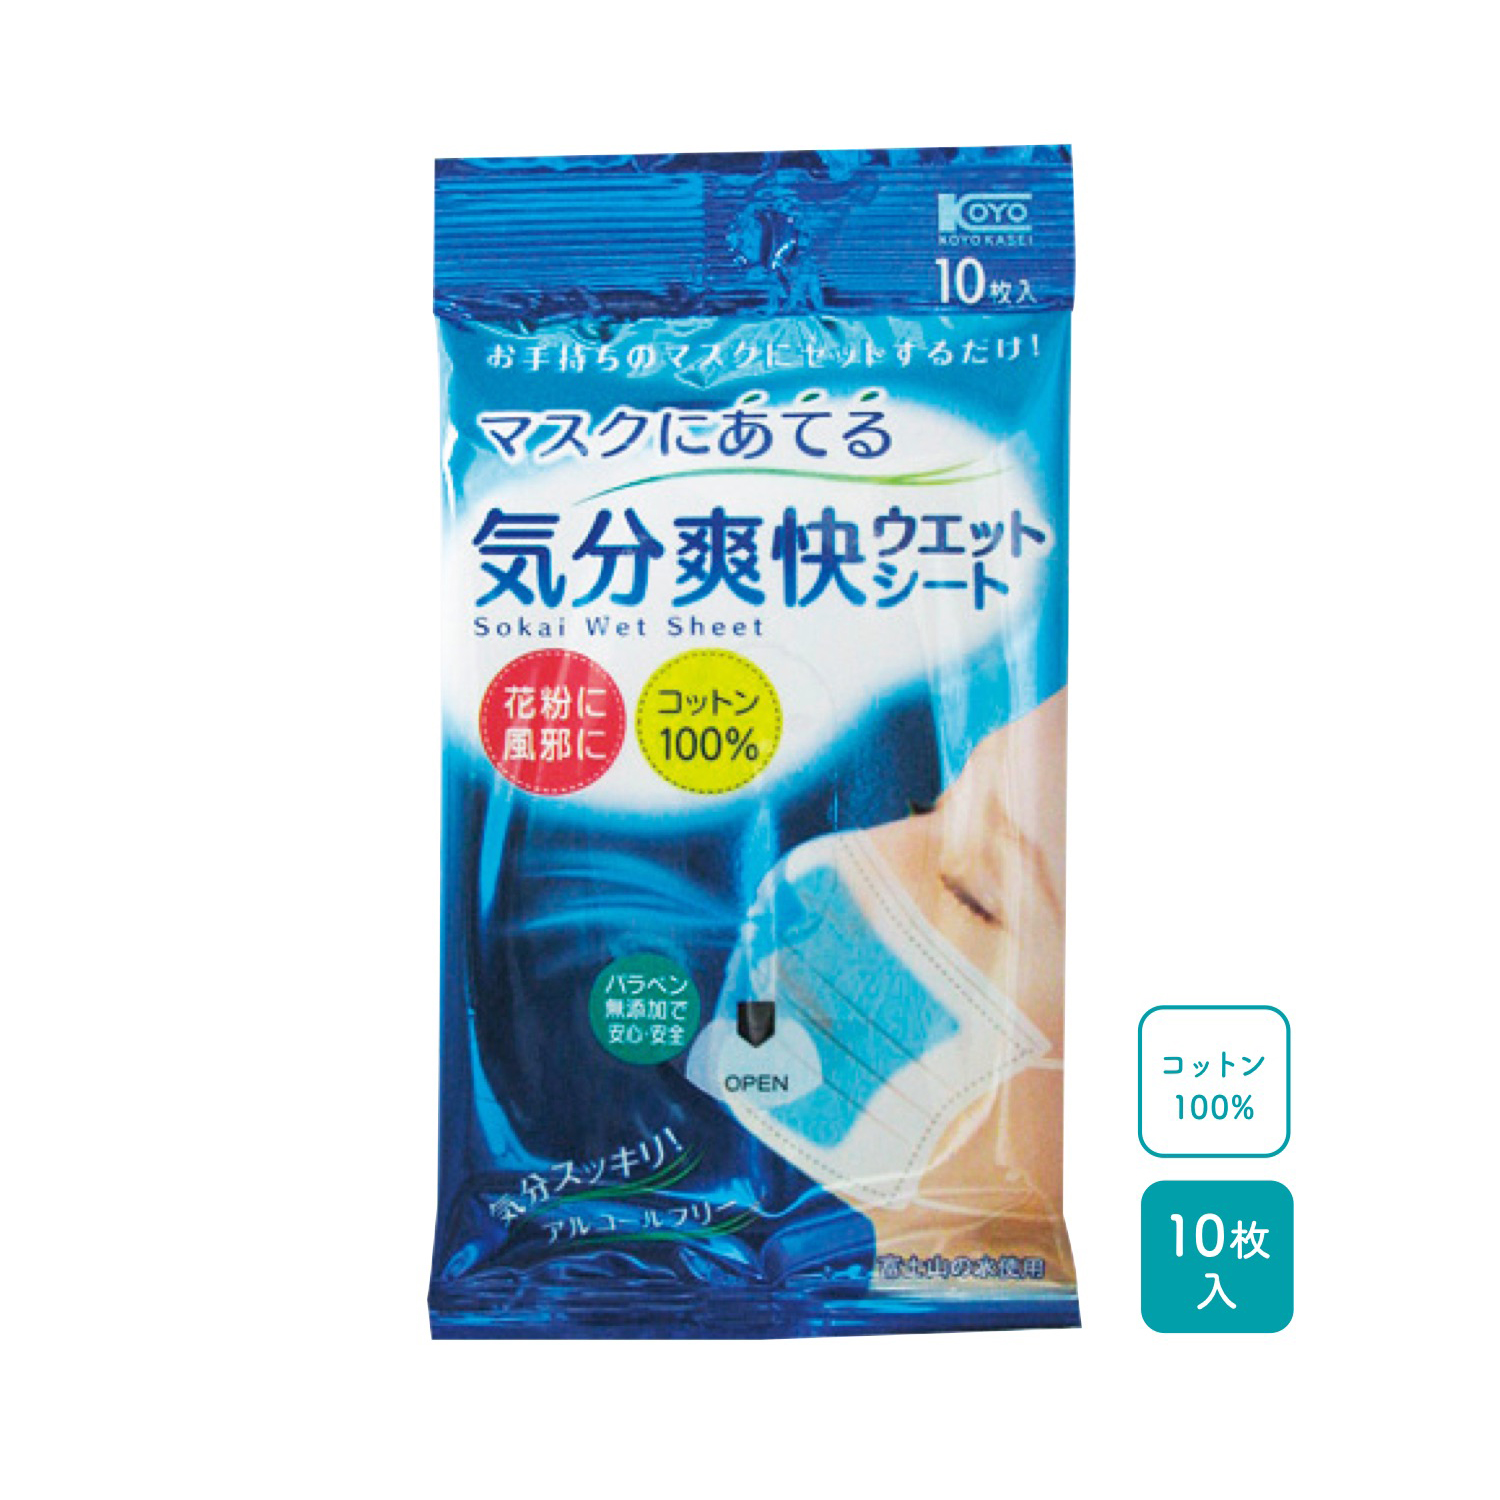 KOYO
KOYO KASEI
10枚入
お手持ちのマスクにセットするだけ！
マスクにあてる
気分爽快ウエット
シート
Sokai Wet Sheet
花粉に
風邪に
コットン
100%
パラベン
無添加で
安心・安全
OPEN
気分スッキリ！
アルコールフリー
富士山の水使用
コットン
100%
10枚
入